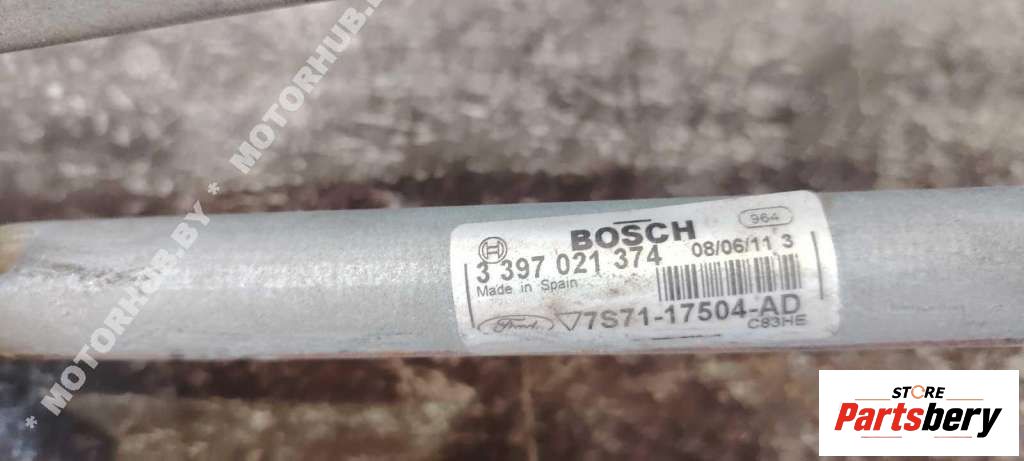 * MOTORHUB.BY * MOTORHUB.BY
964
BOSCH
3 397 021 374 08/06/11 3
Made in Spain
Ford 7S71-17504-AD
C83HE
STORE
Partsbery